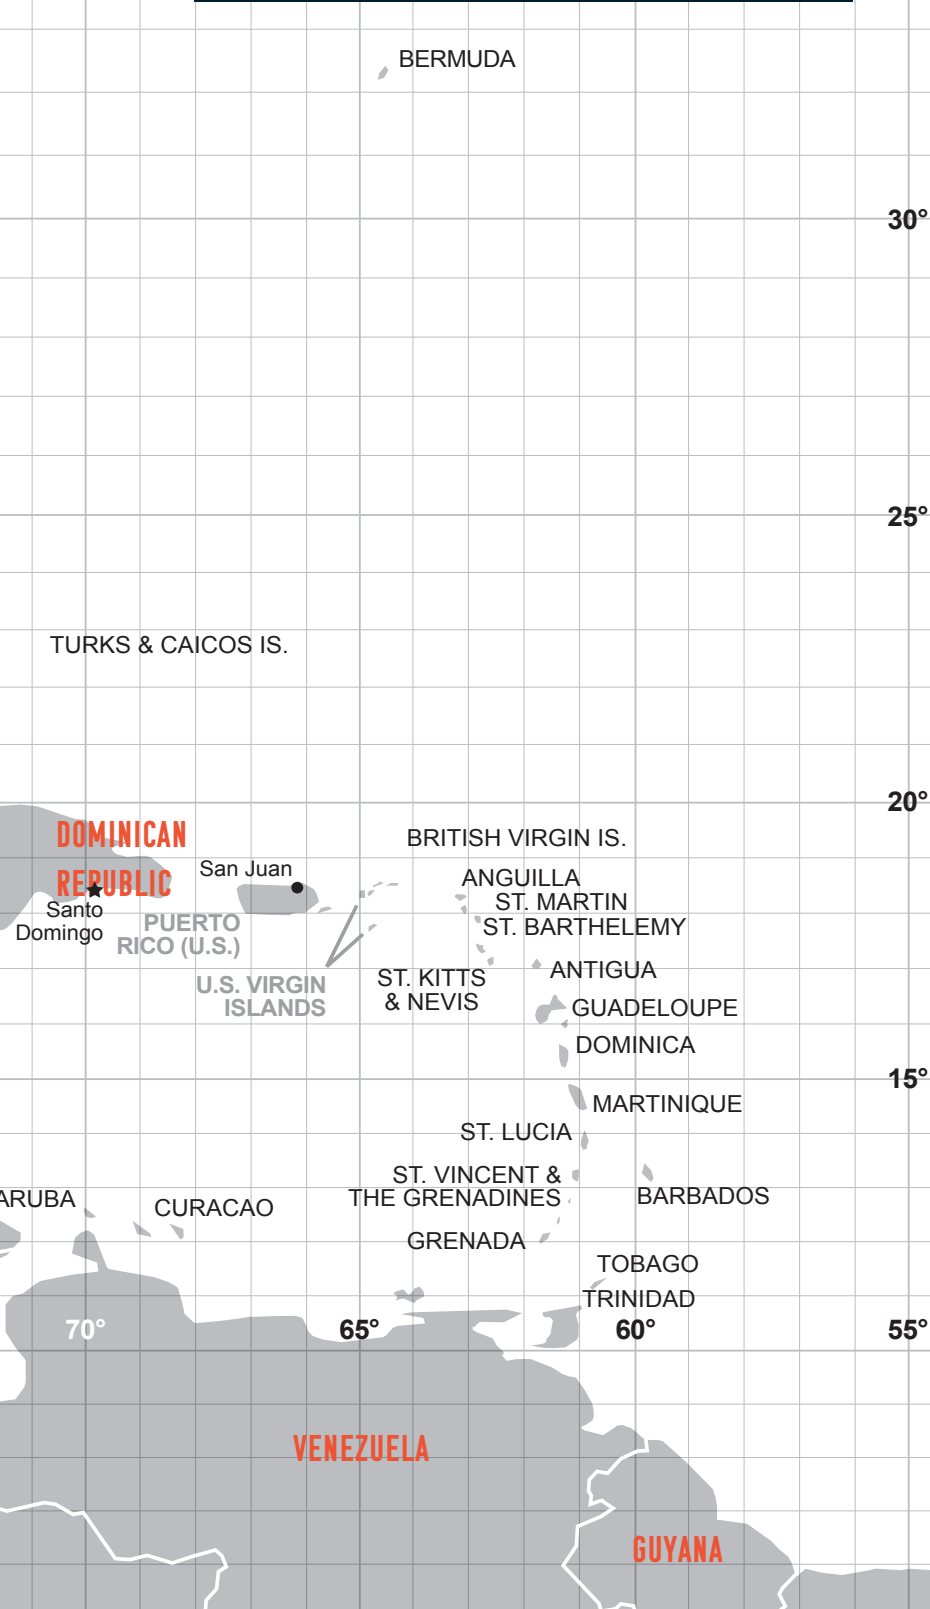 BERMUDA
30°
25°
TURKS & CAICOS IS.
20°
DOMINICAN
REPUBLIC
BRITISH VIRGIN IS.
San Juan
ANGUILLA
ST. MARTIN
Santo
Domingo
PUERTO
RICO (U.S.)
ST. BARTHELEMY
U.S. VIRGIN
ISLANDS
ST. KITTS
& NEVIS
ANTIGUA
GUADELOUPE
DOMINICA
15°
MARTINIQUE
ST. LUCIA
ST. VINCENT &
THE GRENADINES
BARBADOS
ARUBA
CURACAO
GRENADA
TOBAGO
TRINIDAD
70°
65°
60°
55°
VENEZUELA
GUYANA